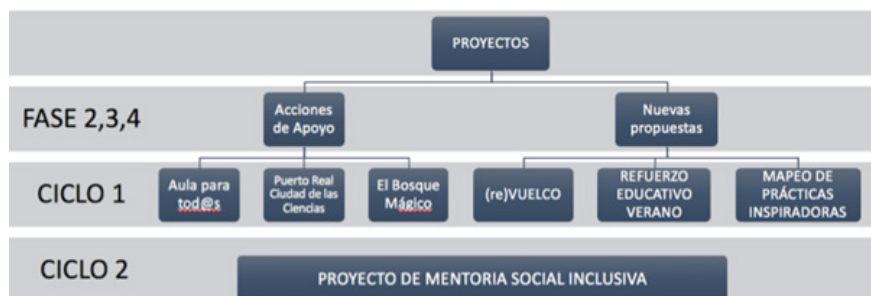 PROYECTOS
FASE 2,3,4
Acciones
de Apoyo
Nuevas
propuestas
CICLO 1
Aula para
tod@s
Puerto Real
Ciudad de las
Ciencias
El Bosque
Mágico
(re)VUELCO
REFUERZO
EDUCATIVO
VERANO
MAPEO DE
PRÁCTICAS
INSPIRADORAS
CICLO 2
PROYECTO DE MENTORIA SOCIAL INCLUSIVA